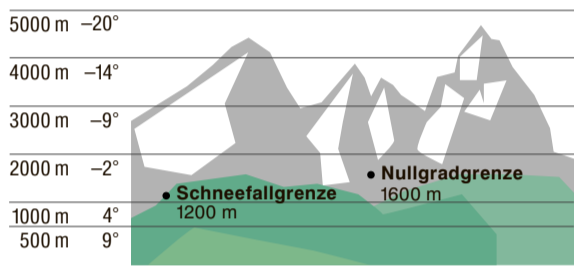 5000 m –20°
4000 m –14°
3000 m –9°
2000 m –2°
Nullgradgrenze
1600 m
Schneefallgrenze
1200 m
1000 m 4°
500 m 9°